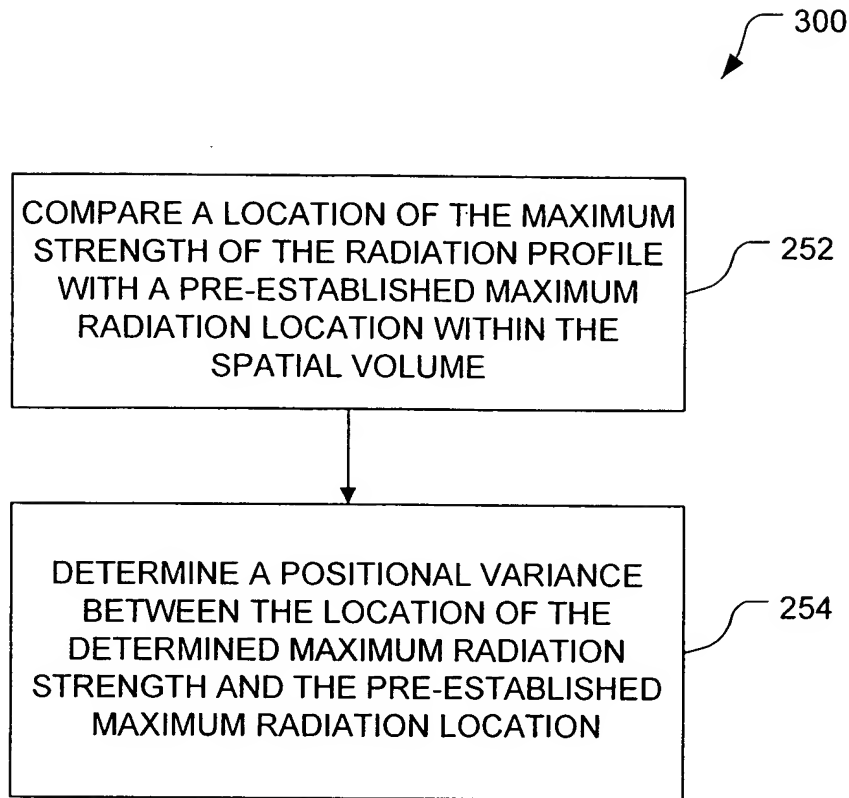 300
COMPARE A LOCATION OF THE MAXIMUM
STRENGTH OF THE RADIATION PROFILE
WITH A PRE-ESTABLISHED MAXIMUM
RADIATION LOCATION WITHIN THE
SPATIAL VOLUME
252
DETERMINE A POSITIONAL VARIANCE
BETWEEN THE LOCATION OF THE
DETERMINED MAXIMUM RADIATION
STRENGTH AND THE PRE-ESTABLISHED
MAXIMUM RADIATION LOCATION
254